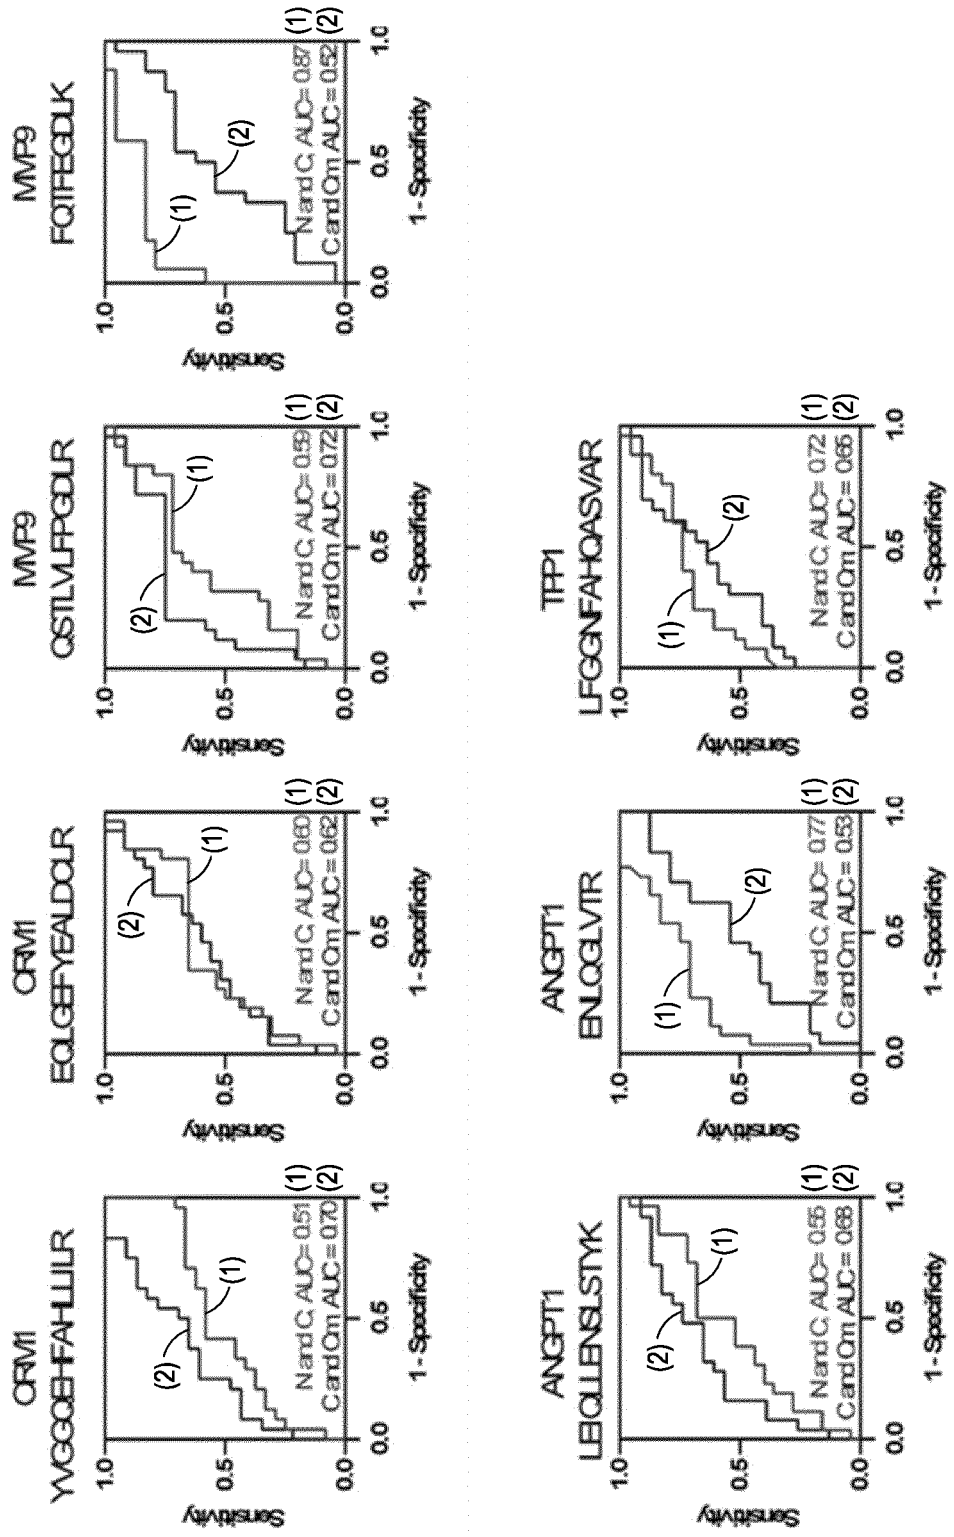 ORM1
YVGGQEHFAHLLILR
Sensitivity
1.0
0.5
0.0
(2)
(1)
N and C, AUC= 0.51 (1)
C and Om AUC = 0.70 (2)
0.0 0.5 1.0
1 - Specificity
ORM1
EQLGEFYEALDCLR
Sensitivity
1.0
0.5
0.0
(2)
(1)
N and C, AUC= 0.60 (1)
C and Om AUC = 0.62 (2)
0.0 0.5 1.0
1 - Specificity
MMP9
QSTLVLFPGDLR
Sensitivity
1.0
0.5
0.0
(2)
(1)
N and C, AUC= 0.59 (1)
C and Om AUC = 0.72 (2)
0.0 0.5 1.0
1 - Specificity
MMP9
FQTFEGDLK
Sensitivity
1.0
0.5
0.0
(1)
(2)
N and C, AUC= 0.87 (1)
C and Om AUC = 0.52 (2)
0.0 0.5 1.0
1 - Specificity
ANGPT1
LEIQLLENSLSTYK
Sensitivity
1.0
0.5
0.0
(2)
(1)
N and C, AUC= 0.55 (1)
C and Om AUC = 0.68 (2)
0.0 0.5 1.0
1 - Specificity
ANGPT1
ENLQGLVTR
Sensitivity
1.0
0.5
0.0
(1)
(2)
N and C, AUC= 0.77 (1)
C and Om AUC = 0.53 (2)
0.0 0.5 1.0
1 - Specificity
TPP1
LFGGNFAHQASVAR
Sensitivity
1.0
0.5
0.0
(1)
(2)
N and C, AUC= 0.72 (1)
C and Om AUC = 0.65 (2)
0.0 0.5 1.0
1 - Specificity